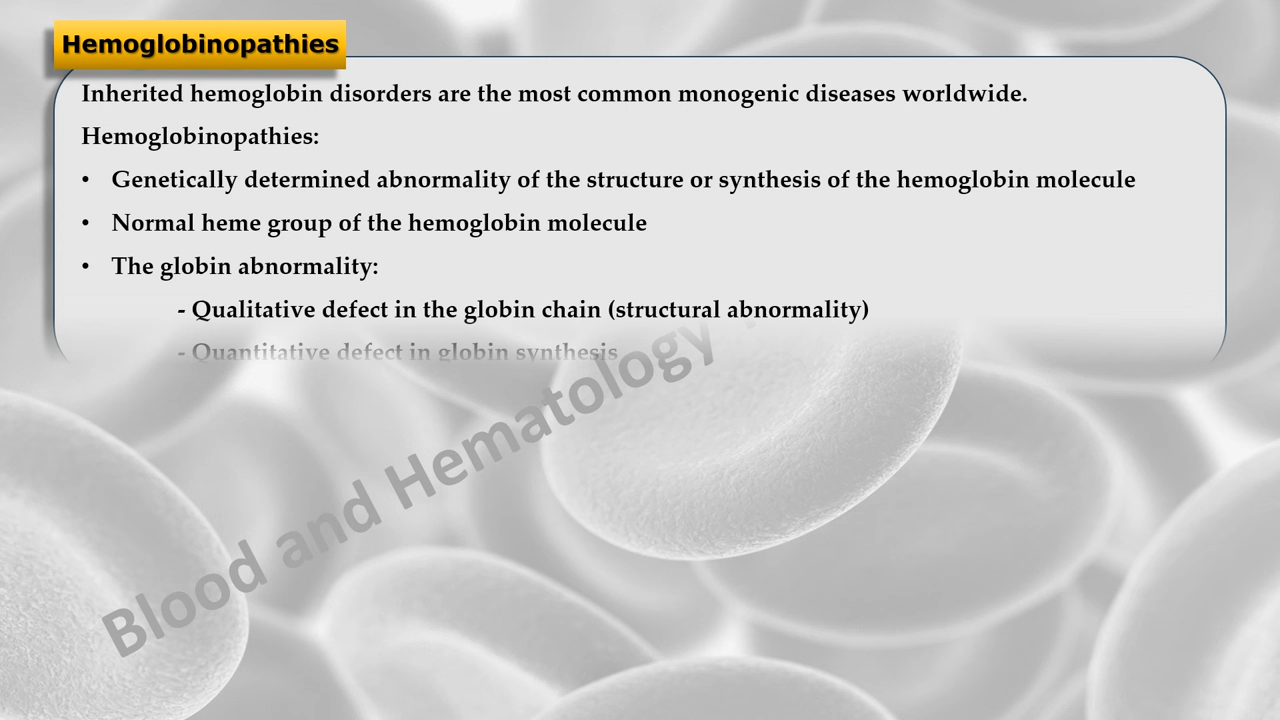 Hemoglobinopathies
Inherited hemoglobin disorders are the most common monogenic diseases worldwide.
Hemoglobinopathies:
• Genetically determined abnormality of the structure or synthesis of the hemoglobin molecule
• Normal heme group of the hemoglobin molecule
• The globin abnormality:
- Qualitative defect in the globin chain (structural abnormality)
- Quantitative defect in globin synthesis
Blood and Hematology